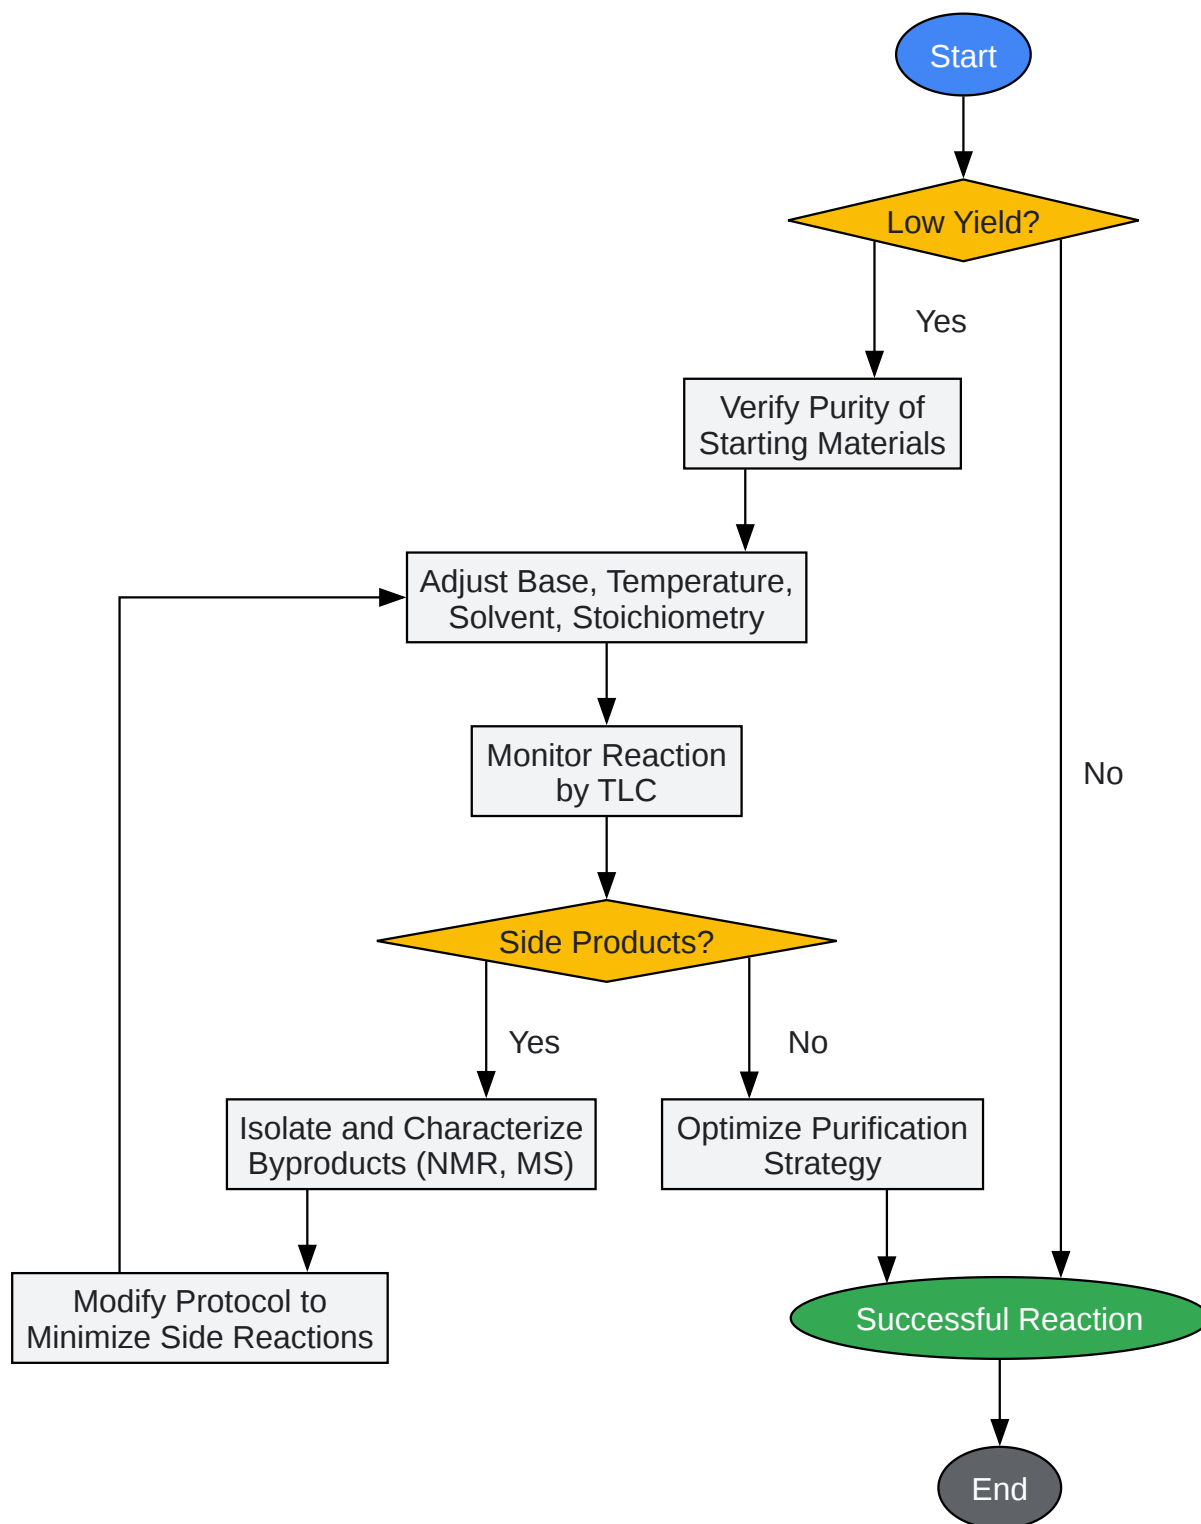 Start
Low Yield?
Yes
Verify Purity of
Starting Materials
Adjust Base, Temperature,
Solvent, Stoichiometry
Monitor Reaction
by TLC
No
Side Products?
Yes
No
Isolate and Characterize
Byproducts (NMR, MS)
Optimize Purification
Strategy
Modify Protocol to
Minimize Side Reactions
Successful Reaction
End